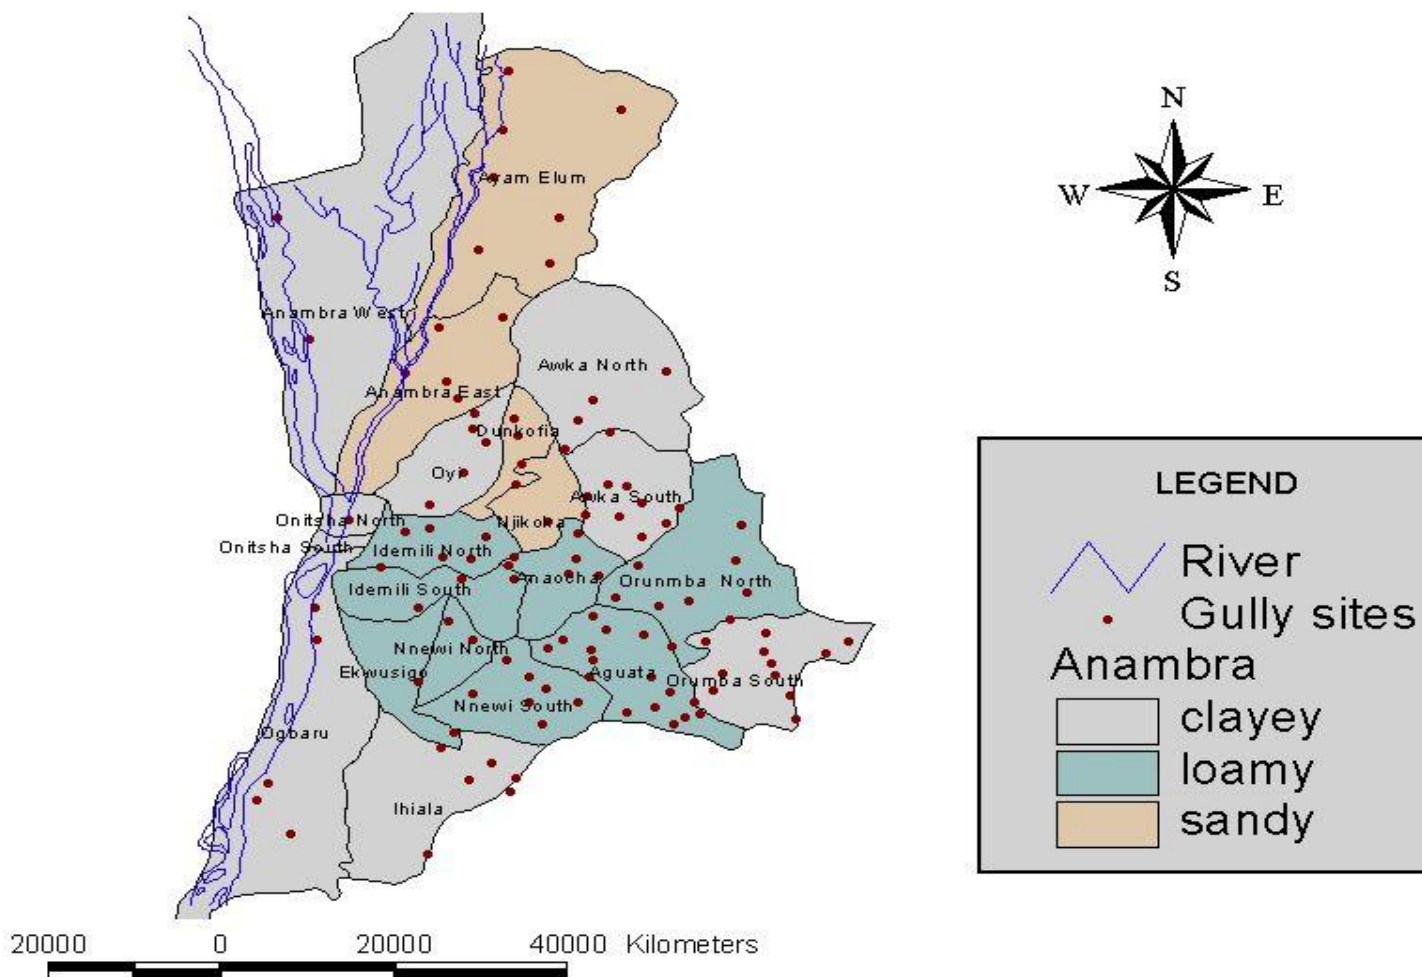 N
Ayam Elum
W
E
S
Anambra West
Awka North
Anambra East
Dunkofia
Oyi
LEGEND
Awka South
Onitsha North
Njikoka
Onitsha South
Idemili North
River
Idemili South
Anaocha
Orunmba North
Gully sites
Nnewi North
Anambra
Ekwusigo
Aguata
Orumba South
Nnewi South
clayey
Ogbaru
loamy
Ihiala
sandy
20000 0 20000 40000 Kilometers